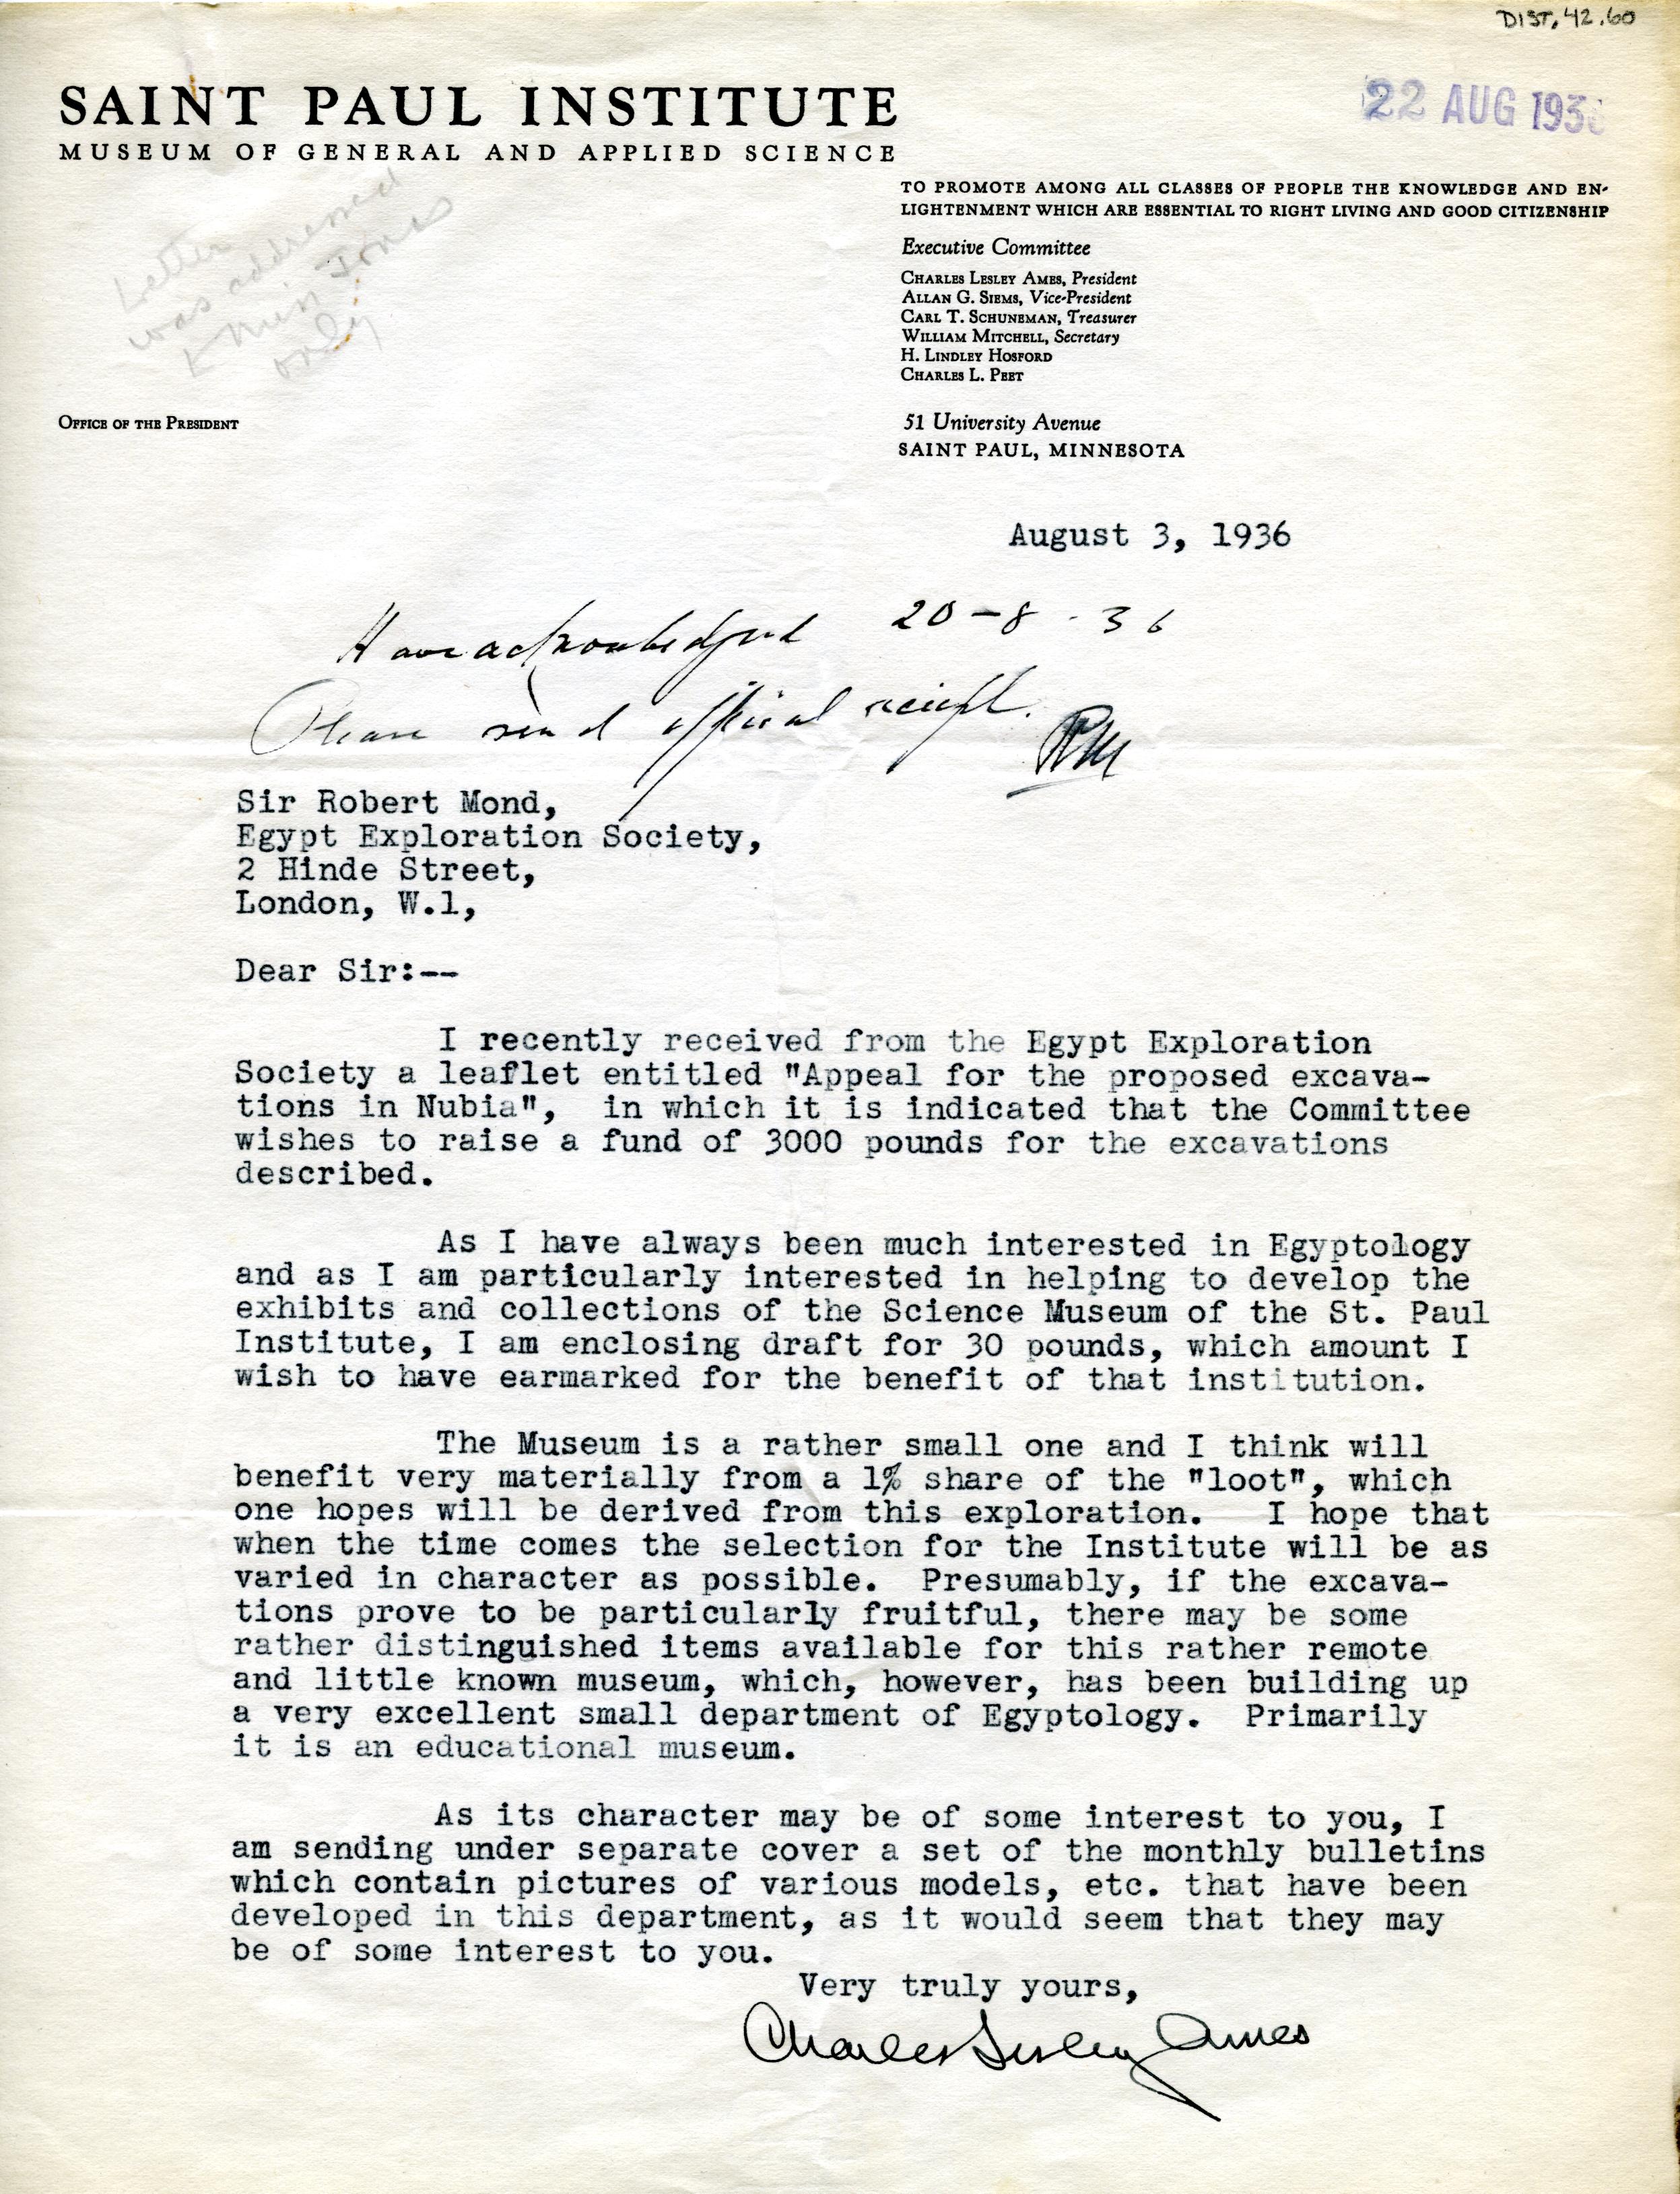 DIST, 42.60
22 AUG 193
SAINT PAUL INSTITUTE
MUSEUM OF GENERAL AND APPLIED SCIENCE
TO PROMOTE AMONG ALL CLASSES OF PEOPLE THE KNOWLEDGE AND EN-
LIGHTENMENT WHICH ARE ESSENTIAL TO RIGHT LIVING AND GOOD CITIZENSHIP
Letter
was addressed
Miss Jonas
only
Executive Committee
CHARLES LESLEY AMES, President
ALLAN G. SIEMS, Vice-President
CARL T. SCHUNEMAN, Treasurer
WILLIAM MITCHELL, Secretary
H. LINDLEY HOSFORD
CHARLES L. PEET
OFFICE OF THE PRESIDENT
51 University Avenue
SAINT PAUL, MINNESOTA
August 3, 1936
Have acknowledged 20-8-36
Please send official receipt.
RM
Sir Robert Mond,
Egypt Exploration Society,
2 Hinde Street,
London, W.1,
Dear Sir:--
I recently received from the Egypt Exploration
Society a leaflet entitled "Appeal for the proposed excava-
tions in Nubia", in which it is indicated that the Committee
wishes to raise a fund of 3000 pounds for the excavations
described.
As I have always been much interested in Egyptology
and as I am particularly interested in helping to develop the
exhibits and collections of the Science Museum of the St. Paul
Institute, I am enclosing draft for 30 pounds, which amount I
wish to have earmarked for the benefit of that institution.
The Museum is a rather small one and I think will
benefit very materially from a 1% share of the "loot", which
one hopes will be derived from this exploration. I hope that
when the time comes the selection for the Institute will be as
varied in character as possible. Presumably, if the excava-
tions prove to be particularly fruitful, there may be some
rather distinguished items available for this rather remote
and little known museum, which, however, has been building up
a very excellent small department of Egyptology. Primarily
it is an educational museum.
As its character may be of some interest to you, I
am sending under separate cover a set of the monthly bulletins
which contain pictures of various models, etc. that have been
developed in this department, as it would seem that they may
be of some interest to you.
Very truly yours,
Charles Lesley Ames